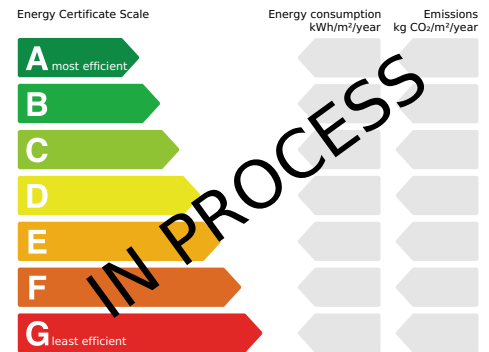 Energy Certificate Scale
Energy consumption
kWh/m²/year
Emissions
kg CO₂/m²/year
A most efficient
B
C
D
E
F
G least efficient
IN PROCESS